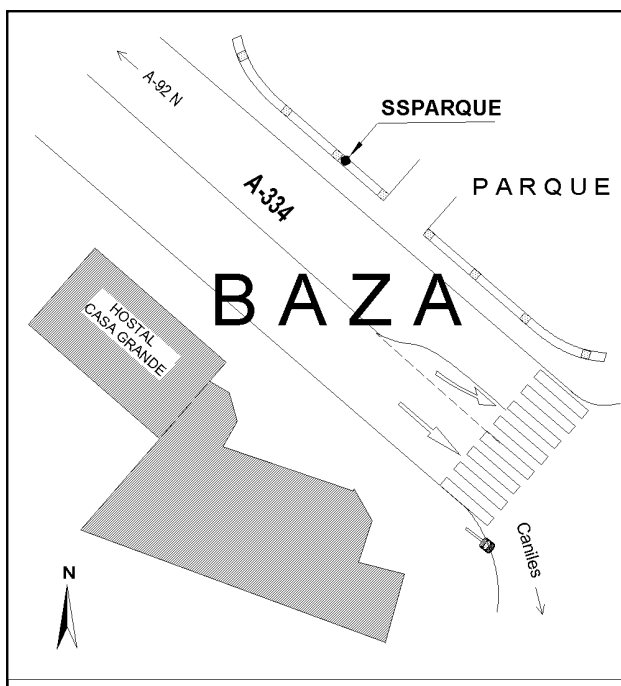 A-92 N
SSPARQUE
A-334
PARQUE
BAZA
HOSTAL
CASA GRANDE
Caniles
N